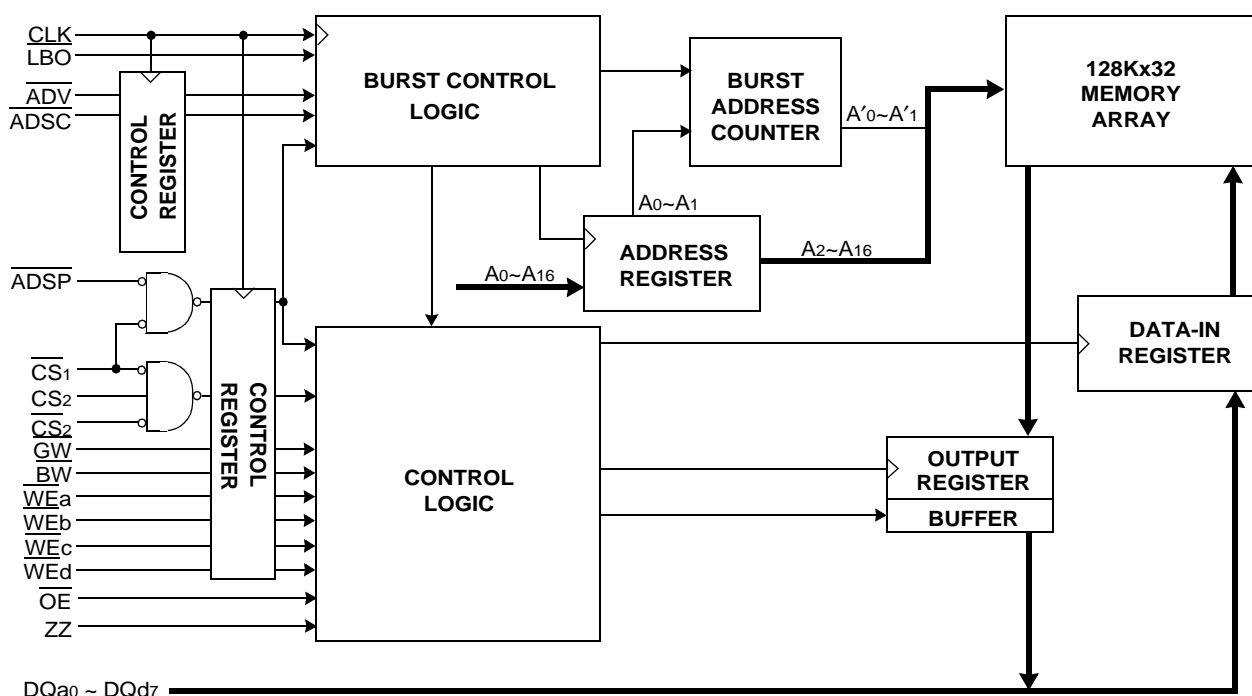 CLK
LBO
ADV
ADSC
CONTROL
REGISTER
BURST CONTROL
LOGIC
BURST
ADDRESS
COUNTER
A′0~A′1
128Kx32
MEMORY
ARRAY
A0~A1
ADDRESS
REGISTER
A2~A16
A0~A16
ADSP
CS1
CS2
CS2
GW
BW
WEa
WEb
WEc
WEd
OE
ZZ
CONTROL
REGISTER
CONTROL
LOGIC
DATA-IN
REGISTER
OUTPUT
REGISTER
BUFFER
DQa0 ~ DQd7